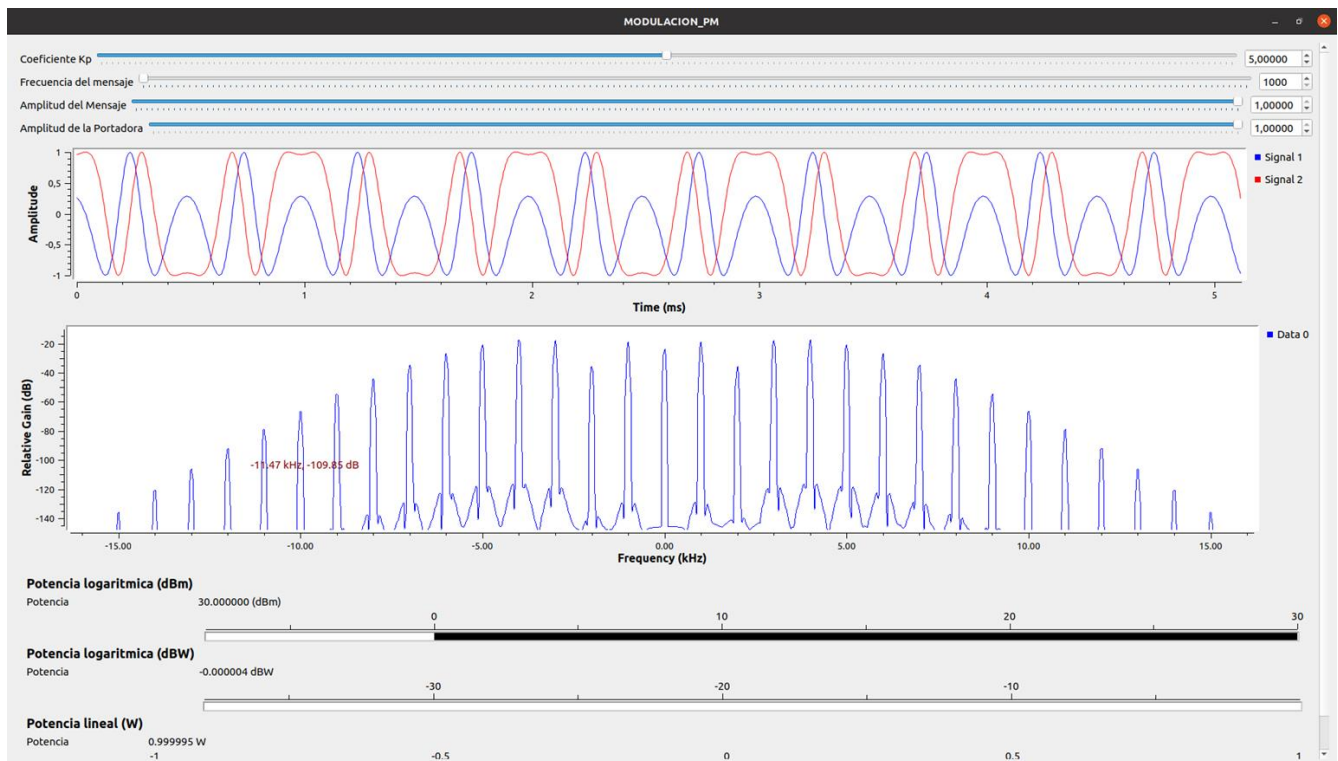 MODULACION_PM
Coeficiente Kp 5,00000
Frecuencia del mensaje 1000
Amplitud del Mensaje 1,00000
Amplitud de la Portadora 1,00000
Amplitude
1
0,5
0
-0,5
-1
Signal 1
Signal 2
0 1 2 3 4 5
Time (ms)
Relative Gain (dB)
-20
-40
-60
-80
-100
-120
-140
Data 0
-11.47 kHz, -109.85 dB
-15.00 -10.00 -5.00 0.00 5.00 10.00 15.00
Frequency (kHz)
Potencia logaritmica (dBm)
Potencia 30.000000 (dBm)
0 10 20 30
Potencia logaritmica (dBW)
Potencia -0.000004 dBW
-30 -20 -10
Potencia lineal (W)
Potencia 0.999995 W
-1 -0.5 0 0.5 1